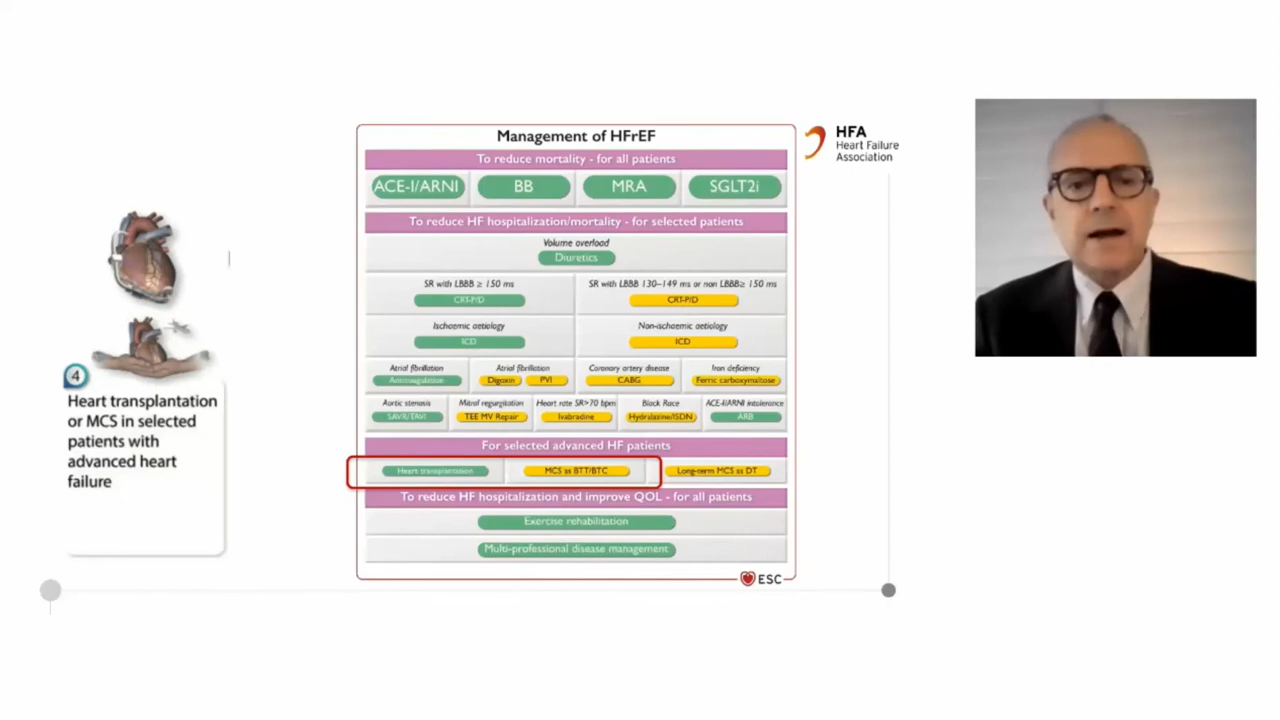 Management of HFrEF
To reduce mortality - for all patients
ACE-I/ARNI BB MRA SGLT2i
To reduce HF hospitalization/mortality - for selected patients
Volume overload
Diuretics
SR with LBBB ≥ 150 ms SR with LBBB 130-149 ms or non LBBB≥ 150 ms
CRT-P/D CRT-P/D
Ischaemic aetiology Non-ischaemic aetiology
ICD ICD
Atrial fibrillation Atrial fibrillation Coronary artery disease Iron deficiency
Anticoagulation Digoxin PVI CABG Ferric carboxymaltose
Aortic stenosis Mitral regurgitation Heart rate SR>70 bpm Black Race ACE-I/ARNI intolerance
SAVR/TAVI TEE MV Repair Ivabradine Hydralazine/ISDN ARB
For selected advanced HF patients
Heart transplantation MCS as BTT/BTC Long-term MCS as DT
To reduce HF hospitalization and improve QOL - for all patients
Exercise rehabilitation
Multi-professional disease management
ESC
HFA
Heart Failure
Association
4
Heart transplantation
or MCS in selected
patients with
advanced heart
failure